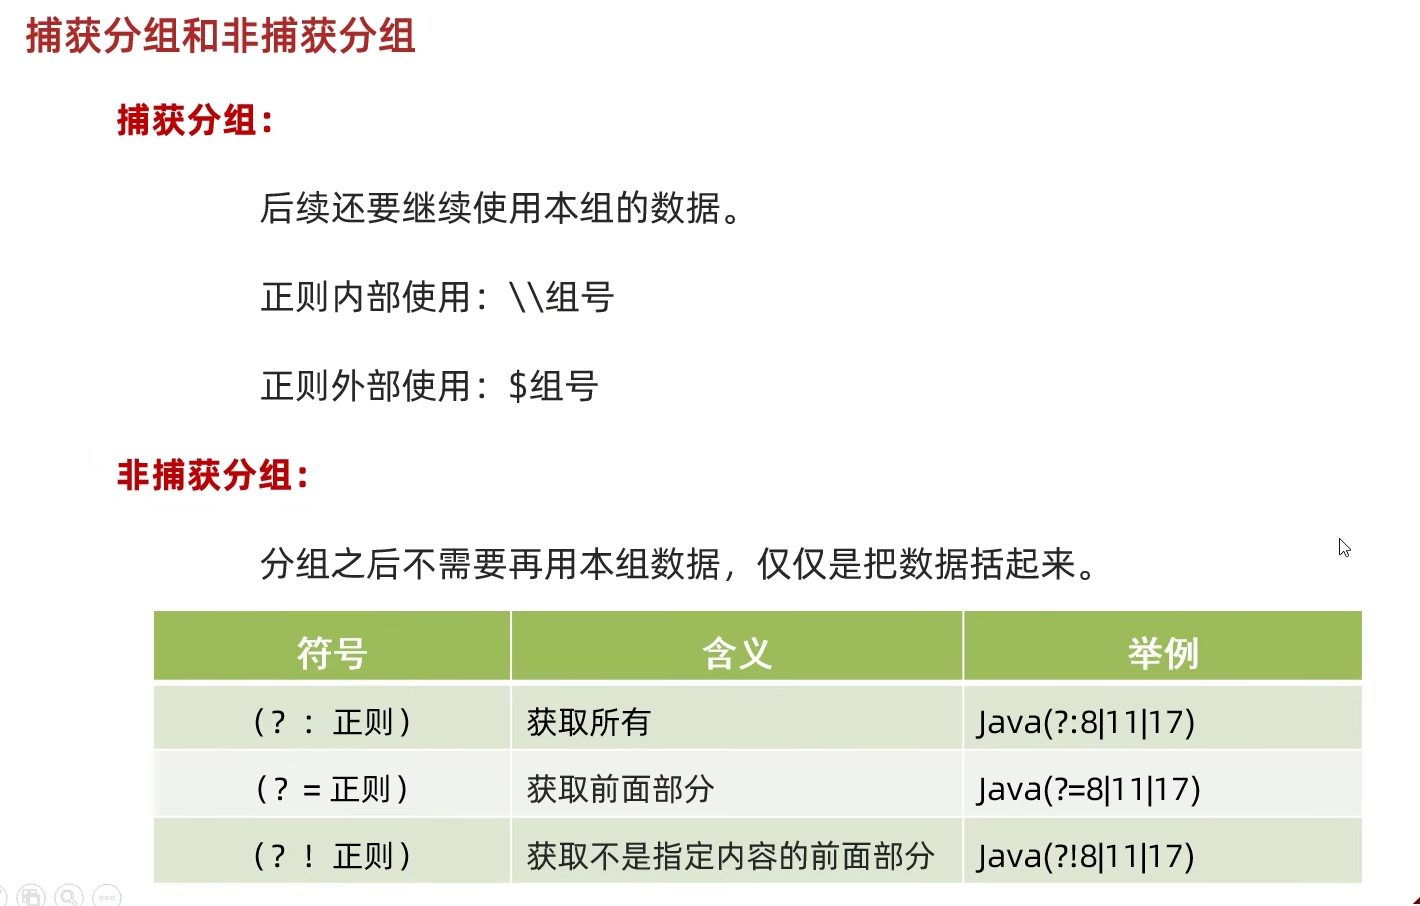 捕获分组和非捕获分组
捕获分组：
后续还要继续使用本组的数据。
正则内部使用：\\组号
正则外部使用：$组号
非捕获分组：
分组之后不需要再用本组数据，仅仅是把数据括起来。
符号 含义 举例
（？：正则） 获取所有 Java(?:8|11|17)
（？=正则） 获取前面部分 Java(?=8|11|17)
（？！正则） 获取不是指定内容的前面部分 Java(?!8|11|17)